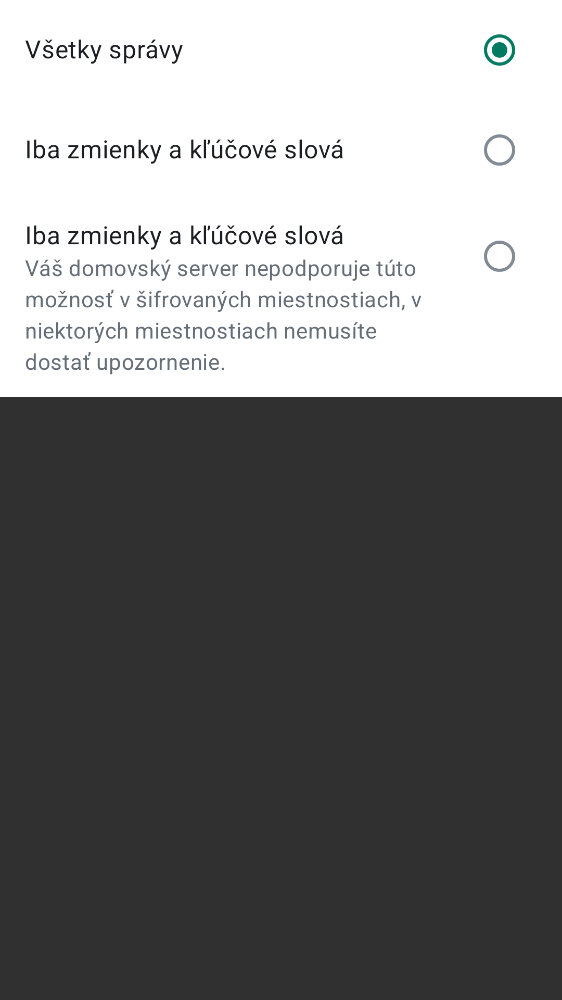 Všetky správy
Iba zmienky a kľúčové slová
Iba zmienky a kľúčové slová
Váš domovský server nepodporuje túto
možnosť v šifrovaných miestnostiach, v
niektorých miestnostiach nemusíte
dostať upozornenie.